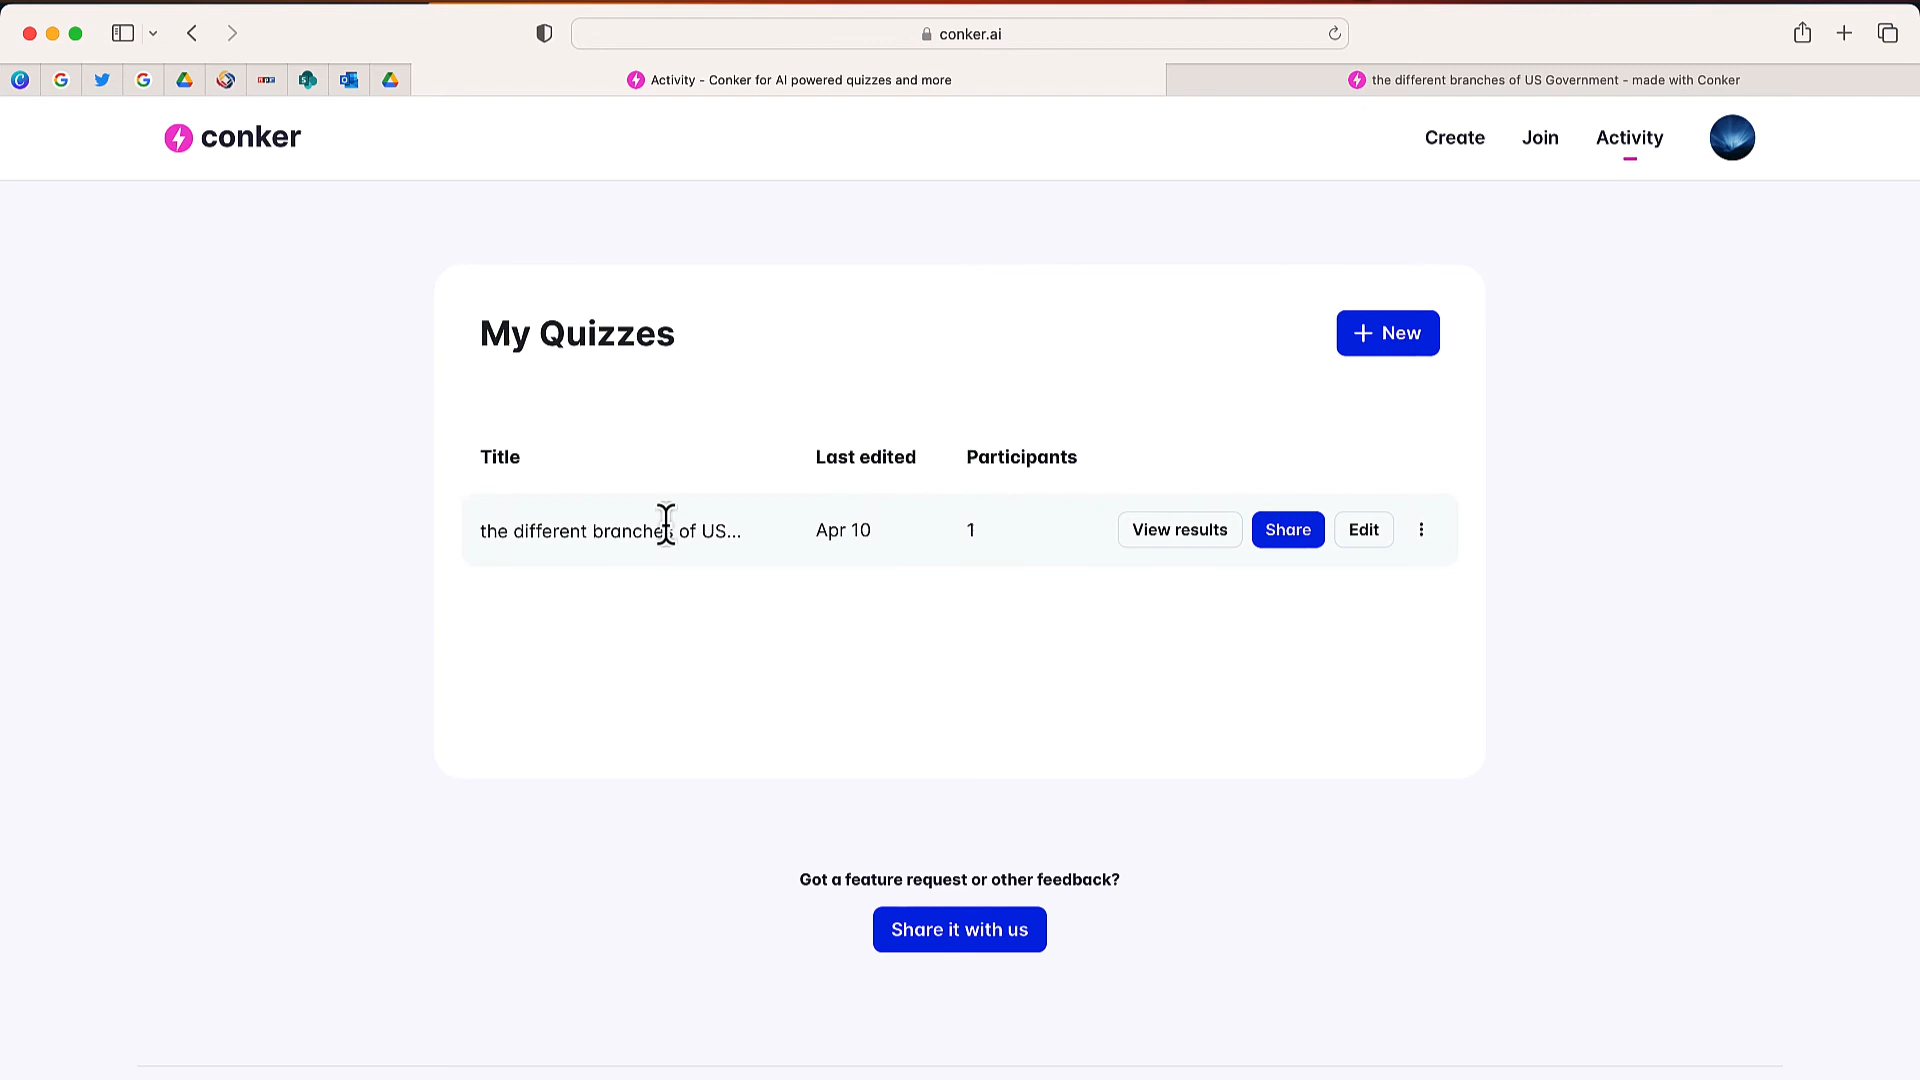 conker.ai
Activity - Conker for AI powered quizzes and more
the different branches of US Government - made with Conker
conker
Create
Join
Activity
My Quizzes
+ New
Title
Last edited
Participants
the different branches of US...
Apr 10
1
View results
Share
Edit
Got a feature request or other feedback?
Share it with us